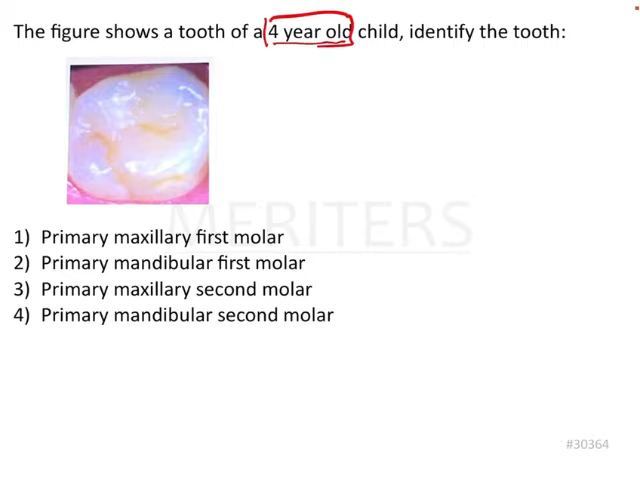 The figure shows a tooth of a 4 year old child, identify the tooth:
MERITERS
1) Primary maxillary first molar
2) Primary mandibular first molar
3) Primary maxillary second molar
4) Primary mandibular second molar
#30364